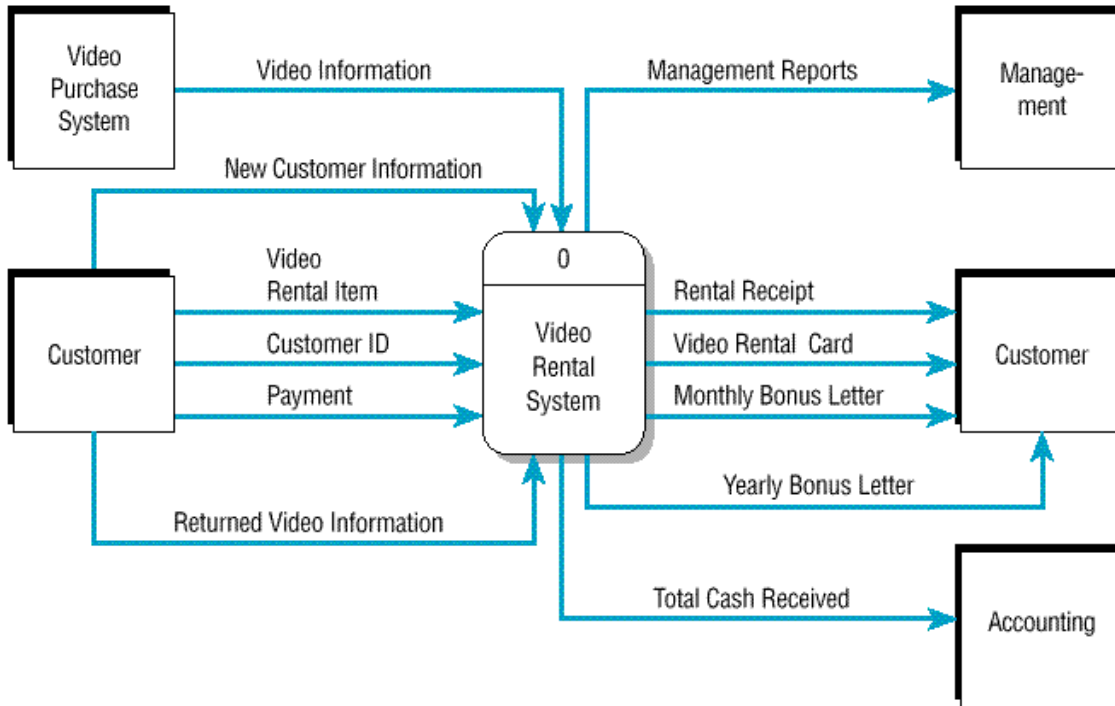 Video
Purchase
System
Video Information
Management Reports
Manage-
ment
New Customer Information
0
Video
Rental
System
Customer
Video
Rental Item
Customer ID
Payment
Rental Receipt
Video Rental Card
Monthly Bonus Letter
Customer
Returned Video Information
Yearly Bonus Letter
Total Cash Received
Accounting